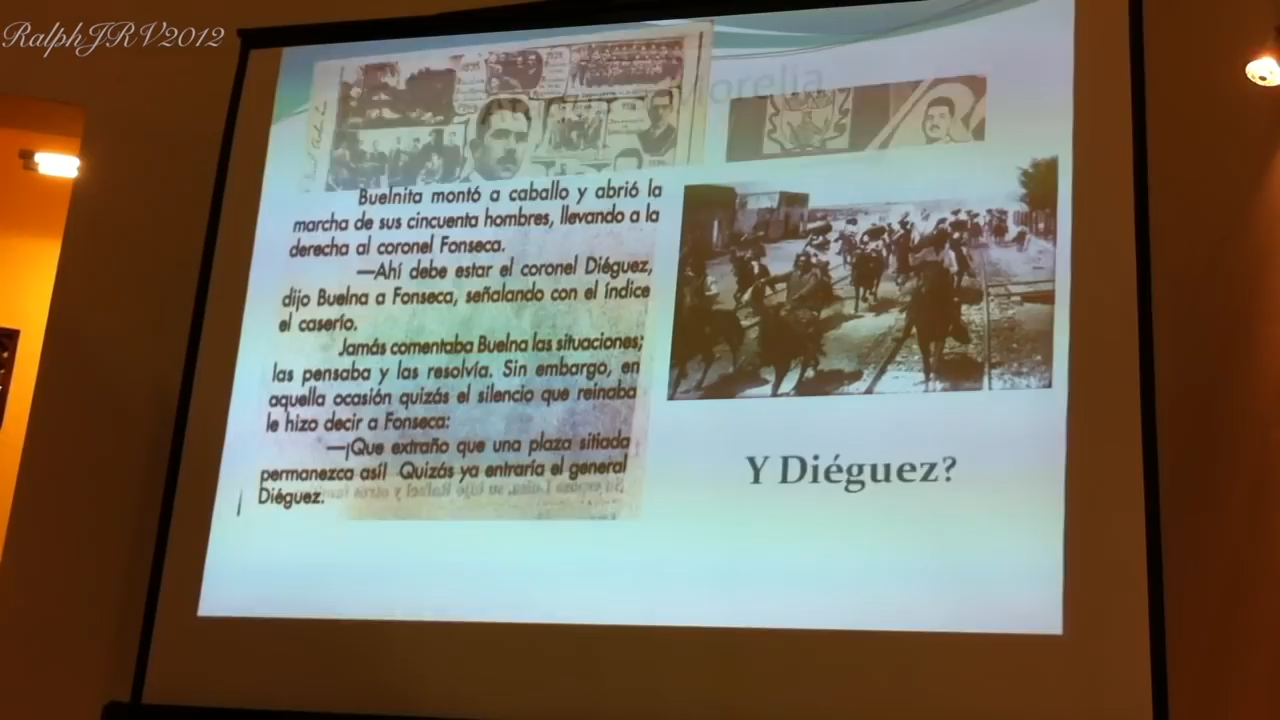 RalphJRV2012
orelia
Buelnita montó a caballo y abrió la
marcha de sus cincuenta hombres, llevando a la
derecha al coronel Fonseca.
—Ahí debe estar el coronel Diéguez,
dijo Buelna a Fonseca, señalando con el índice
el caserío.
Jamás comentaba Buelna las situaciones;
las pensaba y las resolvía. Sin embargo, en
aquella ocasión quizás el silencio que reinaba
le hizo decir a Fonseca:
—¡Que extraño que una plaza sitiada
permanezca así! Quizás ya entraría el general
Diéguez.
Y Diéguez?